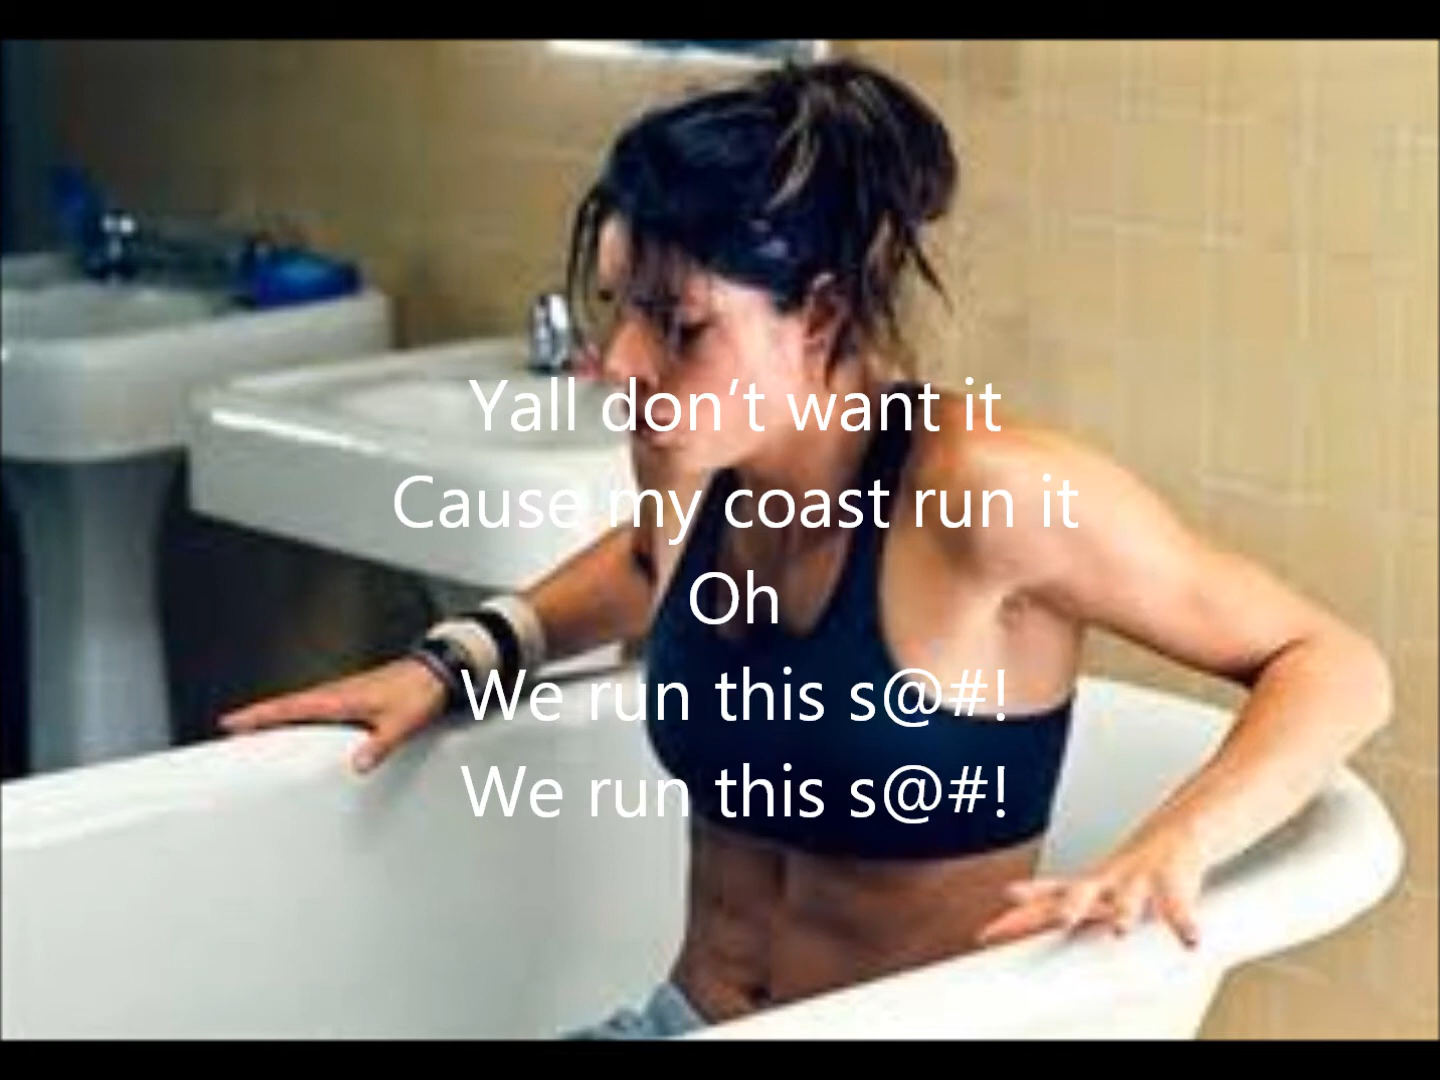 Yall don't want it
Cause my coast run it
Oh
We run this s@#!
We run this s@#!